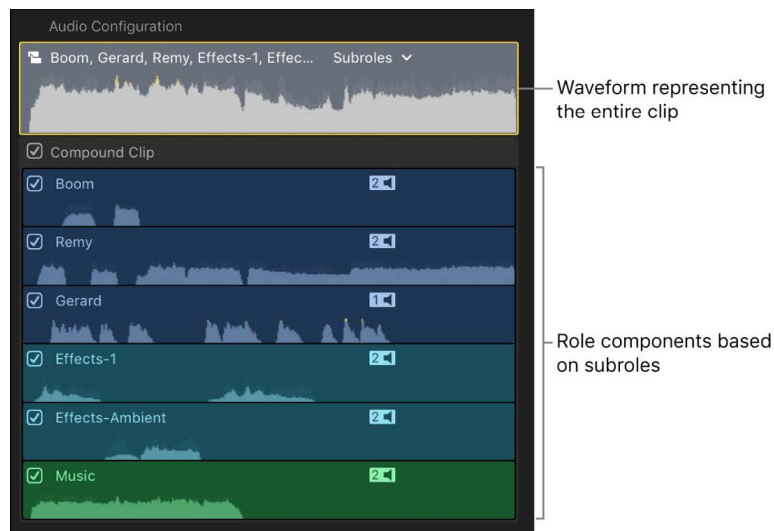 Audio Configuration
Boom, Gerard, Remy, Effects-1, Effec... Subroles
Waveform representing
the entire clip
Compound Clip
Boom 2
Remy 2
Gerard 1
Role components based
on subroles
Effects-1 2
Effects-Ambient 2
Music 2